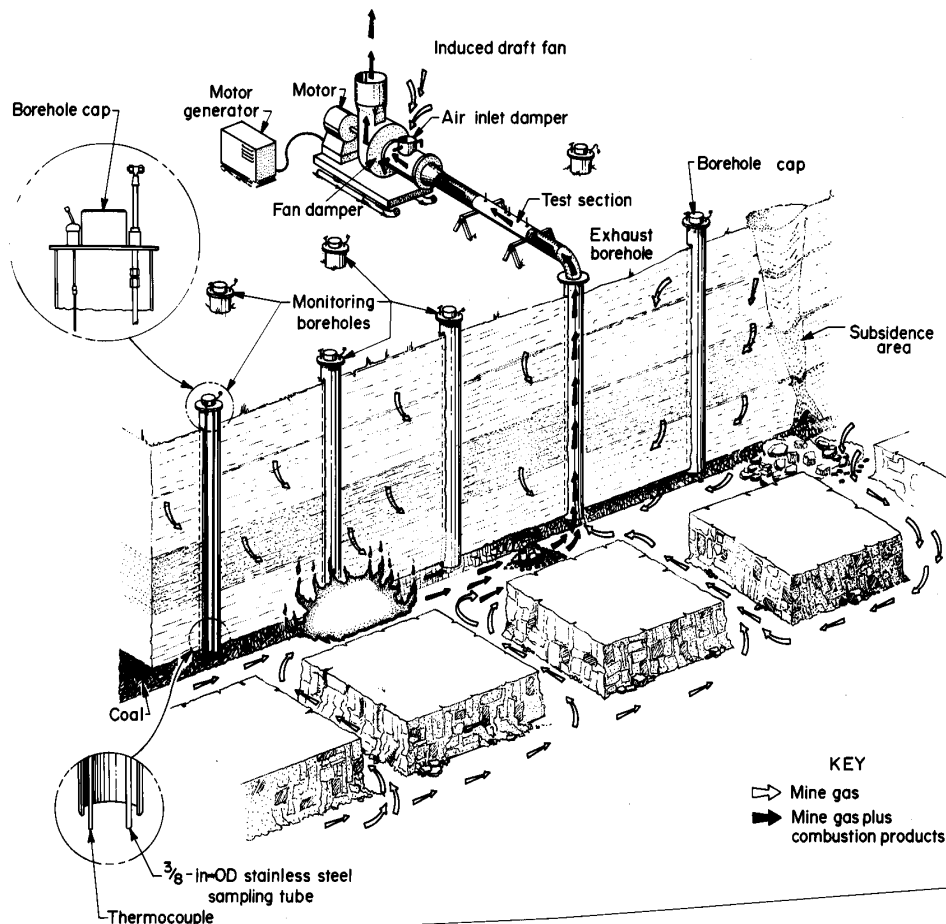 Induced draft fan
Motor
generator
Motor
Borehole cap
Air inlet damper
Borehole cap
Fan damper
Test section
Exhaust
borehole
Monitoring
boreholes
Subsidence
area
Coal
KEY
Mine gas
Mine gas plus
combustion products
3/8-in-OD stainless steel
sampling tube
Thermocouple